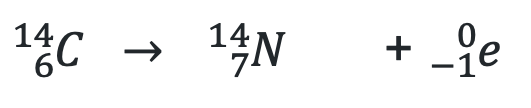 ¹⁴₆C → ¹⁴₇N + ⁰₋₁e